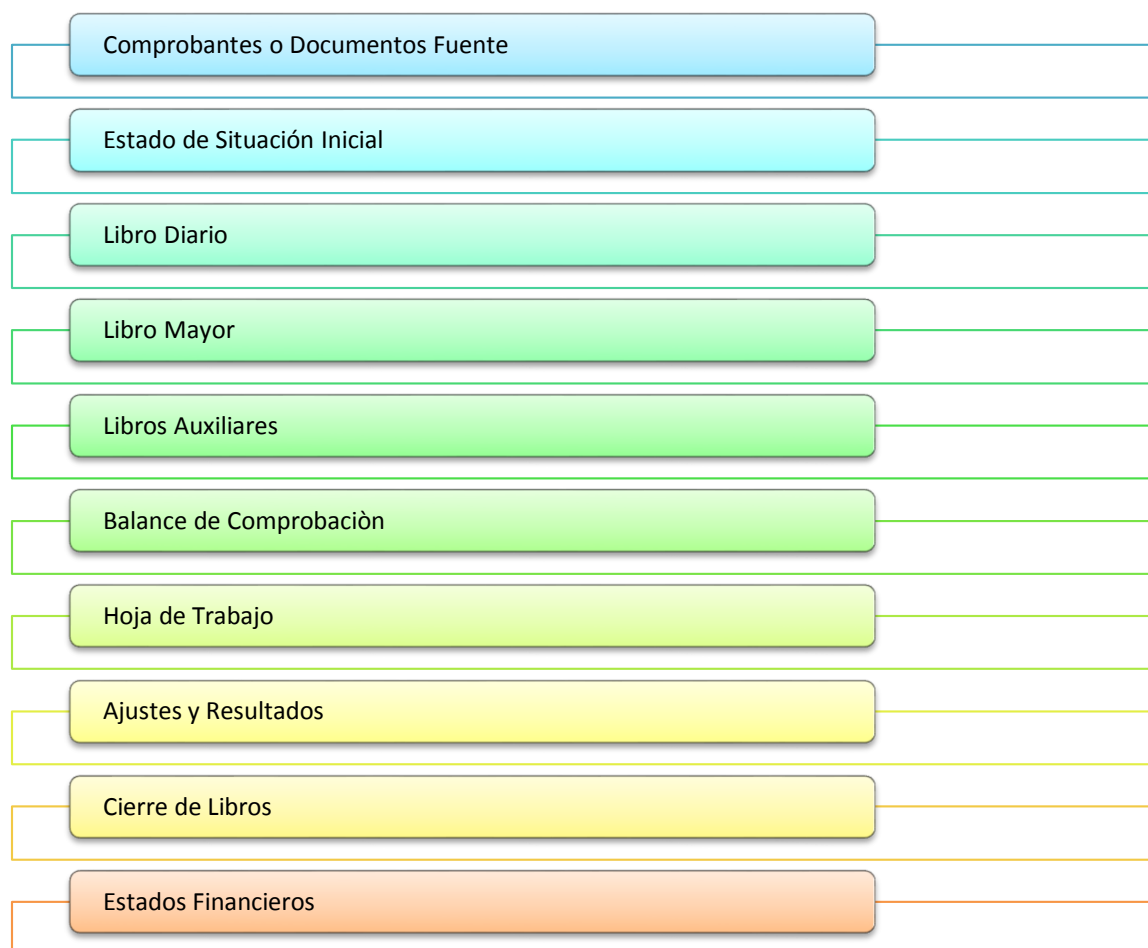 Comprobantes o Documentos Fuente
Estado de Situación Inicial
Libro Diario
Libro Mayor
Libros Auxiliares
Balance de Comprobaciòn
Hoja de Trabajo
Ajustes y Resultados
Cierre de Libros
Estados Financieros